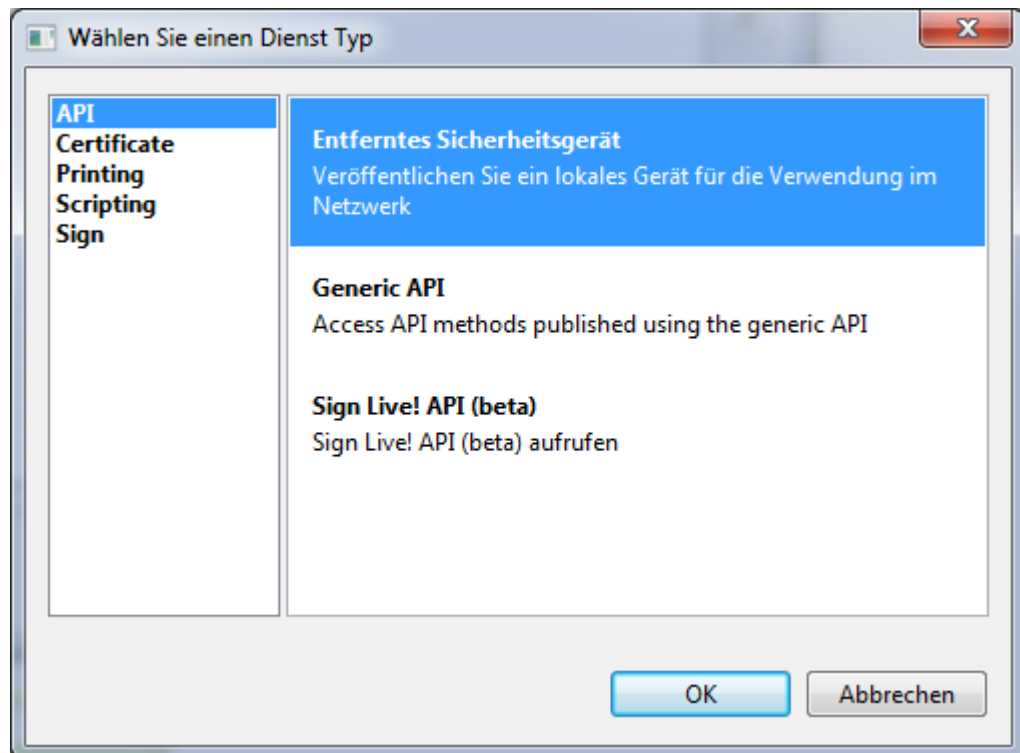 Wählen Sie einen Dienst Typ
API
Certificate
Printing
Scripting
Sign
Entferntes Sicherheitsgerät
Veröffentlichen Sie ein lokales Gerät für die Verwendung im
Netzwerk
Generic API
Access API methods published using the generic API
Sign Live! API (beta)
Sign Live! API (beta) aufrufen
OK
Abbrechen